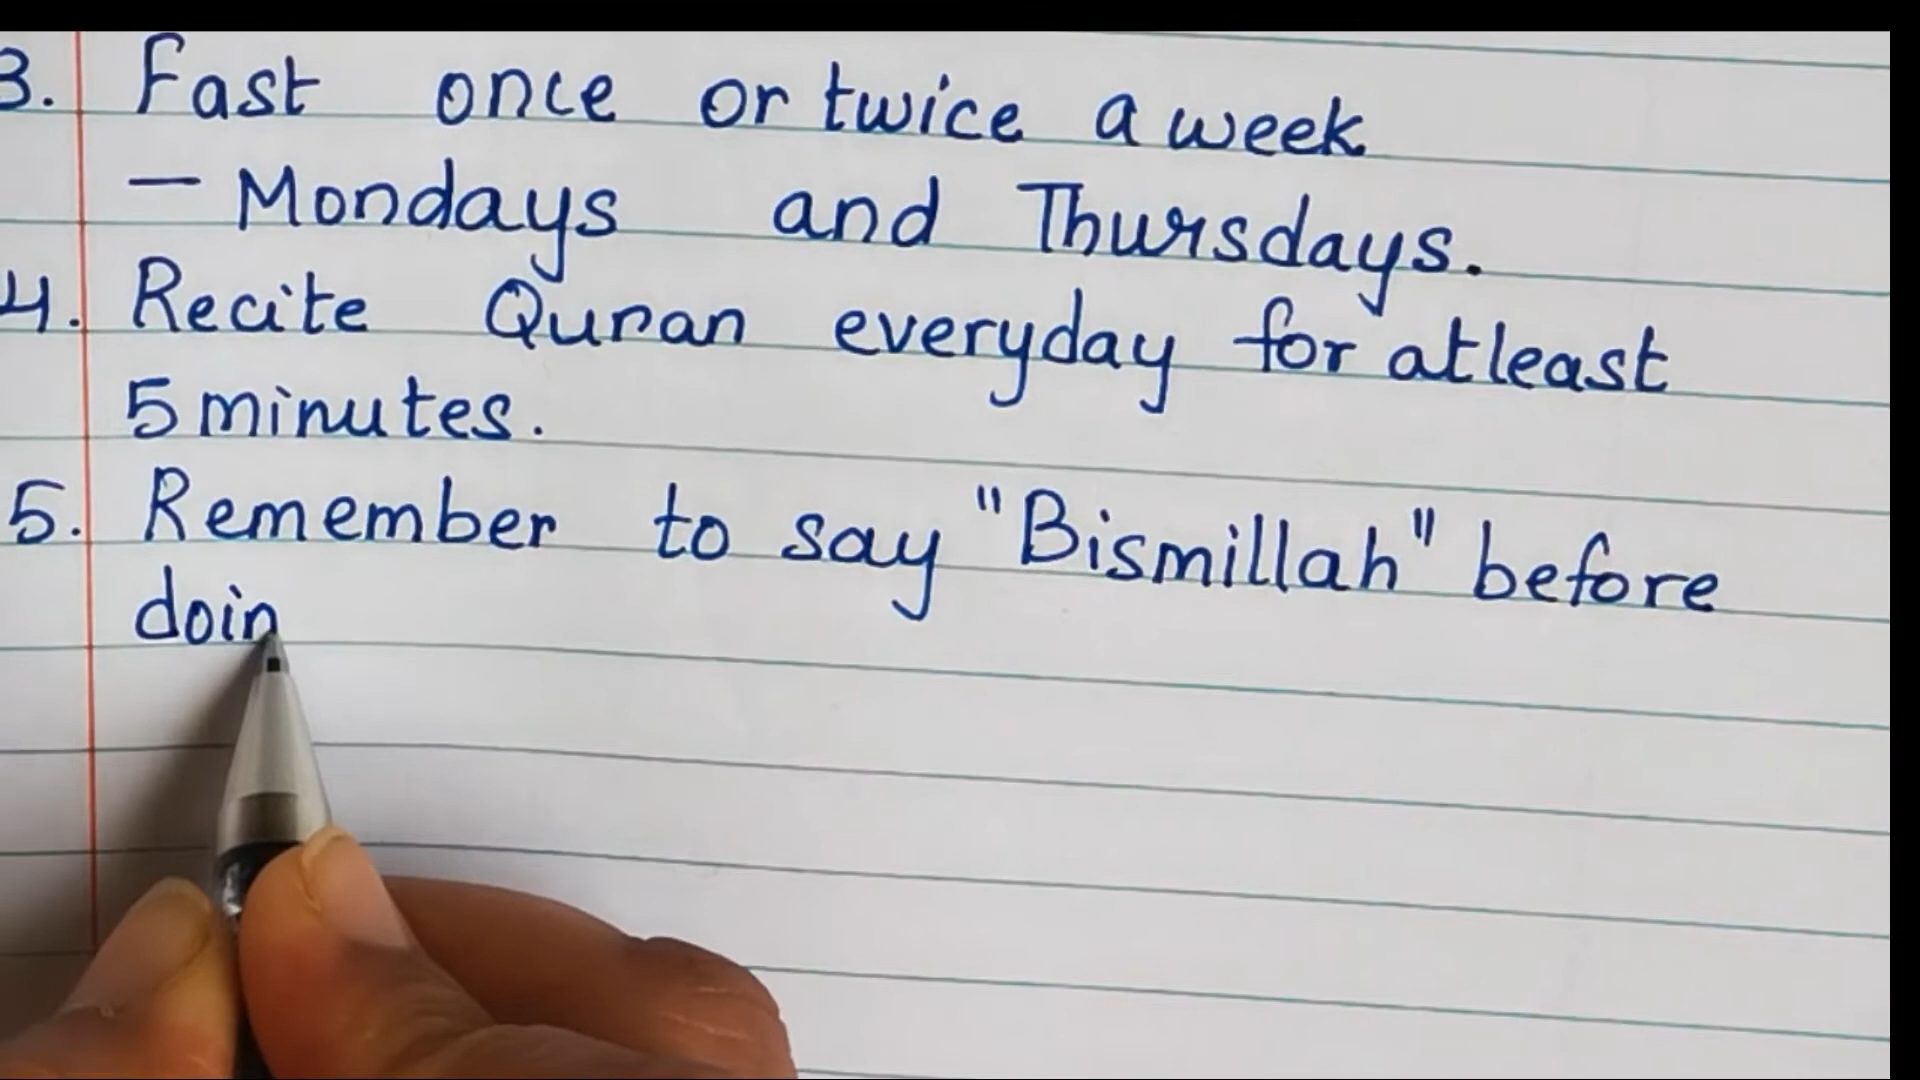 3. Fast once or twice a week
- Mondays and Thursdays.
4. Recite Quran everyday for atleast
5 minutes.
5. Remember to say "Bismillah" before
doin